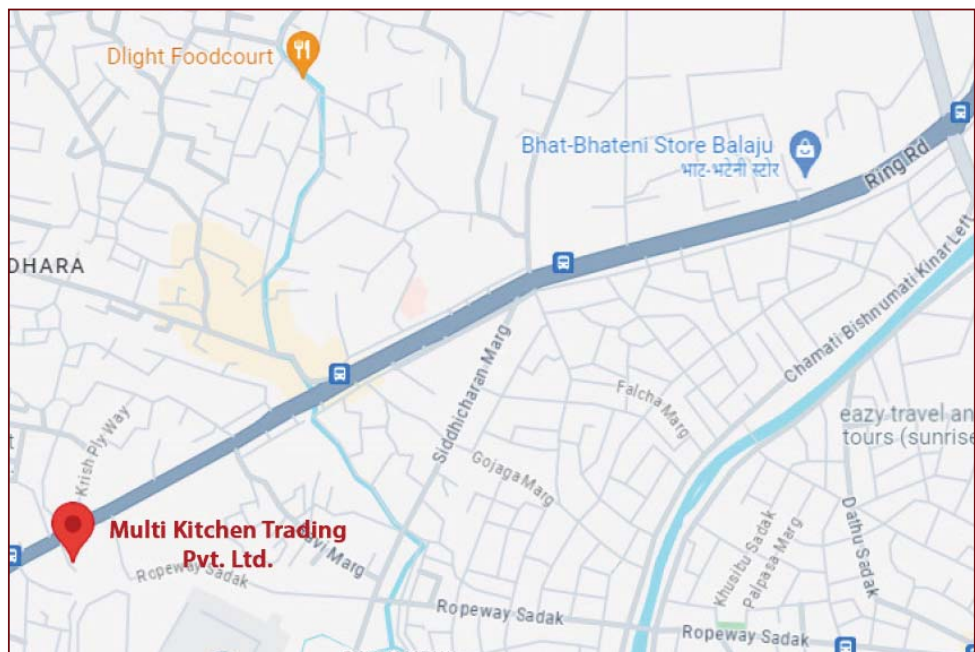 Dlight Foodcourt
Bhat-Bhateni Store Balaju
भाट-भटेनी स्टोर
Ring Rd
DHARA
Chamati Bishnumati Kinar Left
Siddhicharan Marg
Falcha Marg
eazy travel an
tours (sunrise
Krish Ply Way
Gojaga Marg
Multi Kitchen Trading
Pvt. Ltd.
avi Marg
Ropeway Sadak
Khusibu Sadak
Palpasa Marg
Dathu Sadak
Ropeway Sadak
Ropeway Sadak